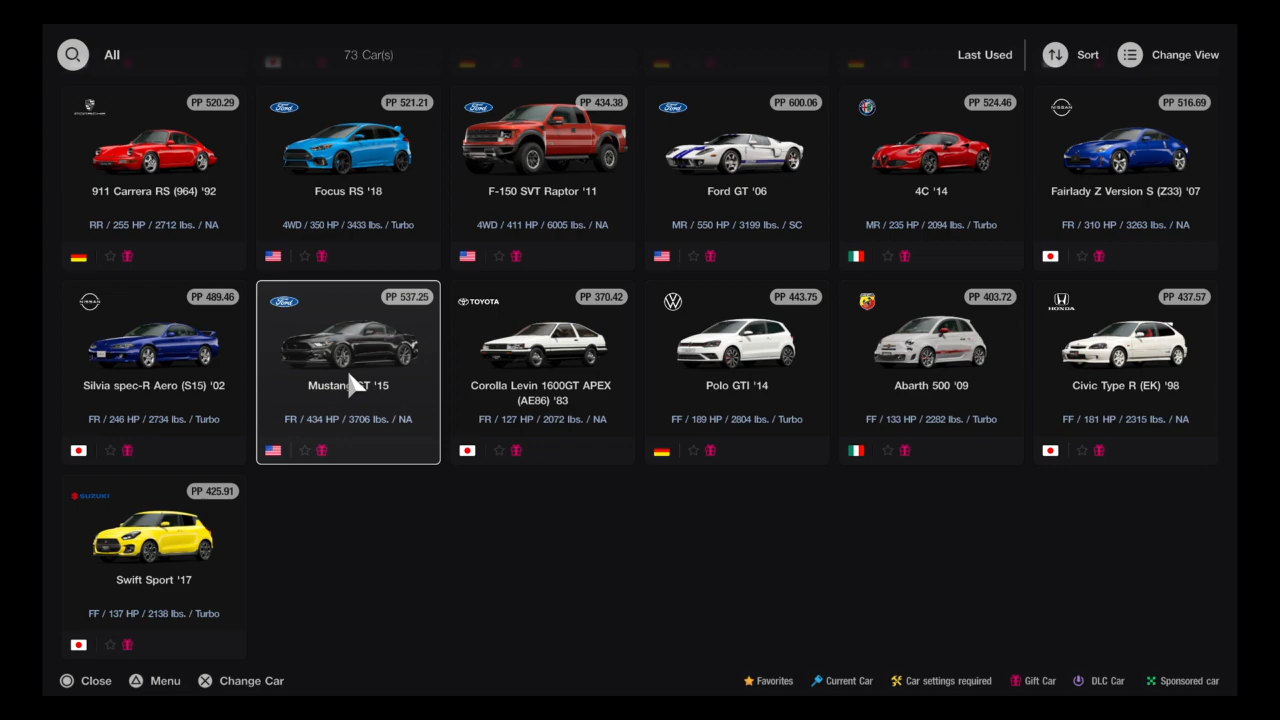 All
73 Car(s)
Last Used
Sort
Change View
PORSCHE
PP 520.29
911 Carrera RS (964) '92
RR / 255 HP / 2712 lbs. / NA
Ford
PP 521.21
Focus RS '18
4WD / 350 HP / 3433 lbs. / Turbo
Ford
PP 434.38
F-150 SVT Raptor '11
4WD / 411 HP / 6005 lbs. / NA
Ford
PP 600.06
Ford GT '06
MR / 550 HP / 3199 lbs. / SC
PP 524.46
4C '14
MR / 235 HP / 2094 lbs. / Turbo
NISSAN
PP 516.69
Fairlady Z Version S (Z33) '07
FR / 310 HP / 3263 lbs. / NA
NISSAN
PP 489.46
Silvia spec-R Aero (S15) '02
FR / 246 HP / 2734 lbs. / Turbo
Ford
PP 537.25
Mustang GT '15
FR / 434 HP / 3706 lbs. / NA
TOYOTA
PP 370.42
Corolla Levin 1600GT APEX
(AE86) '83
FR / 127 HP / 2072 lbs. / NA
PP 443.75
Polo GTI '14
FF / 189 HP / 2804 lbs. / Turbo
PP 403.72
Abarth 500 '09
FF / 133 HP / 2282 lbs. / Turbo
HONDA
PP 437.57
Civic Type R (EK) '98
FF / 181 HP / 2315 lbs. / NA
SUZUKI
PP 425.91
Swift Sport '17
FF / 137 HP / 2138 lbs. / Turbo
Close
Menu
Change Car
Favorites
Current Car
Car settings required
Gift Car
DLC Car
Sponsored car